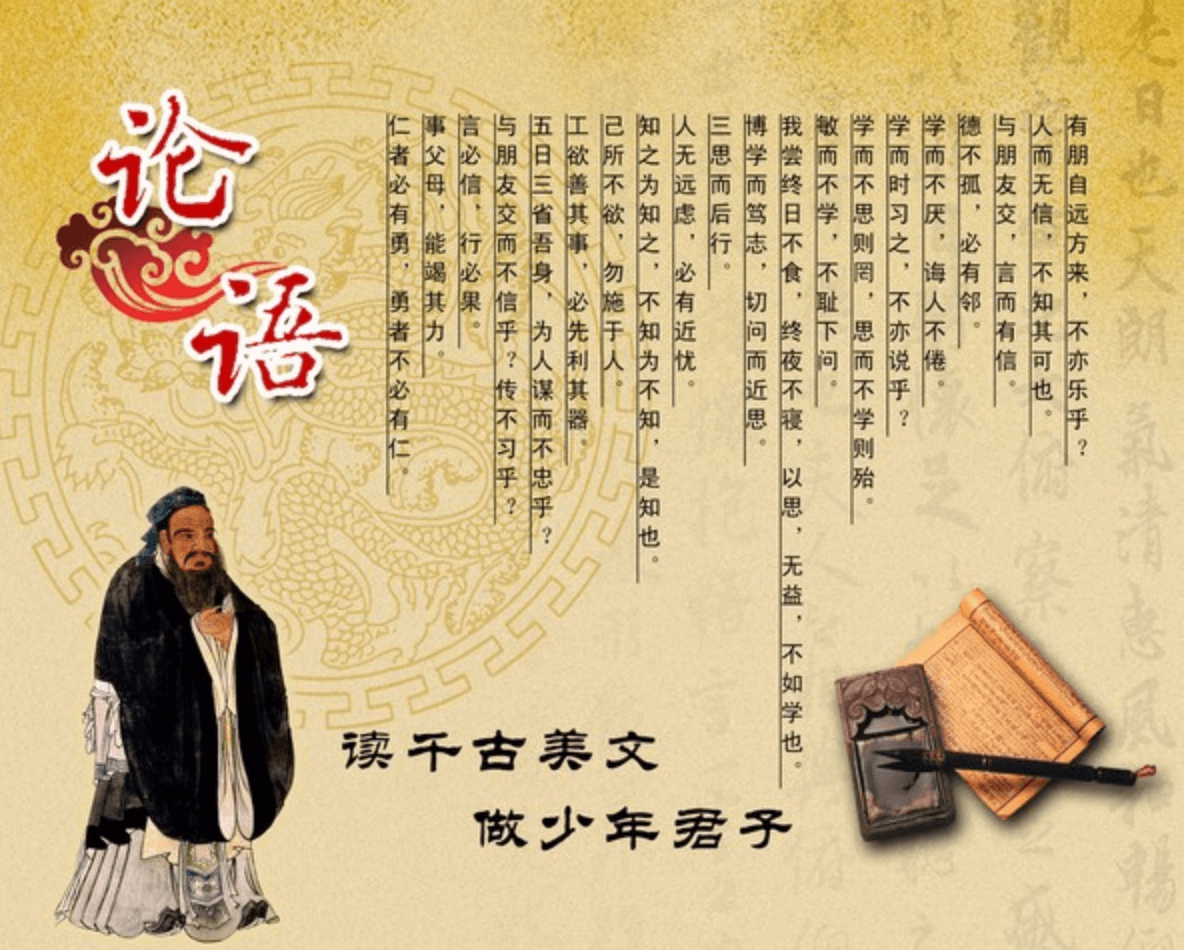 论语
有朋自远方来，不亦乐乎？
人而无信，不知其可也。
与朋友交，言而有信。
德不孤，必有邻。
学而不厌，诲人不倦。
学而时习之，不亦说乎？
学而不思则罔，思而不学则殆。
敏而不学，不耻下问。
我尝终日不食，终夜不寝，以思，无益，不如学也。
博学而笃志，切问而近思。
三思而后行。
人无远虑，必有近忧。
知之为知之，不知为不知，是知也。
己所不欲，勿施于人。
工欲善其事，必先利其器。
五日三省吾身，为人谋而不忠乎？
与朋友交而不信乎？传不习乎？
言必信，行必果。
事父母，能竭其力。
仁者必有勇，勇者不必有仁。
读千古美文
做少年君子